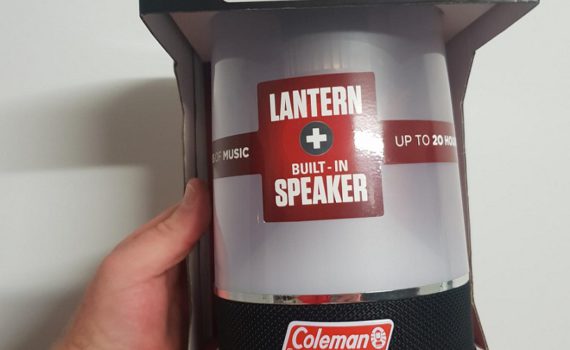 LANTERN
OF MUSIC
UP TO 20
BUILT-IN
SPEAKER
Coleman